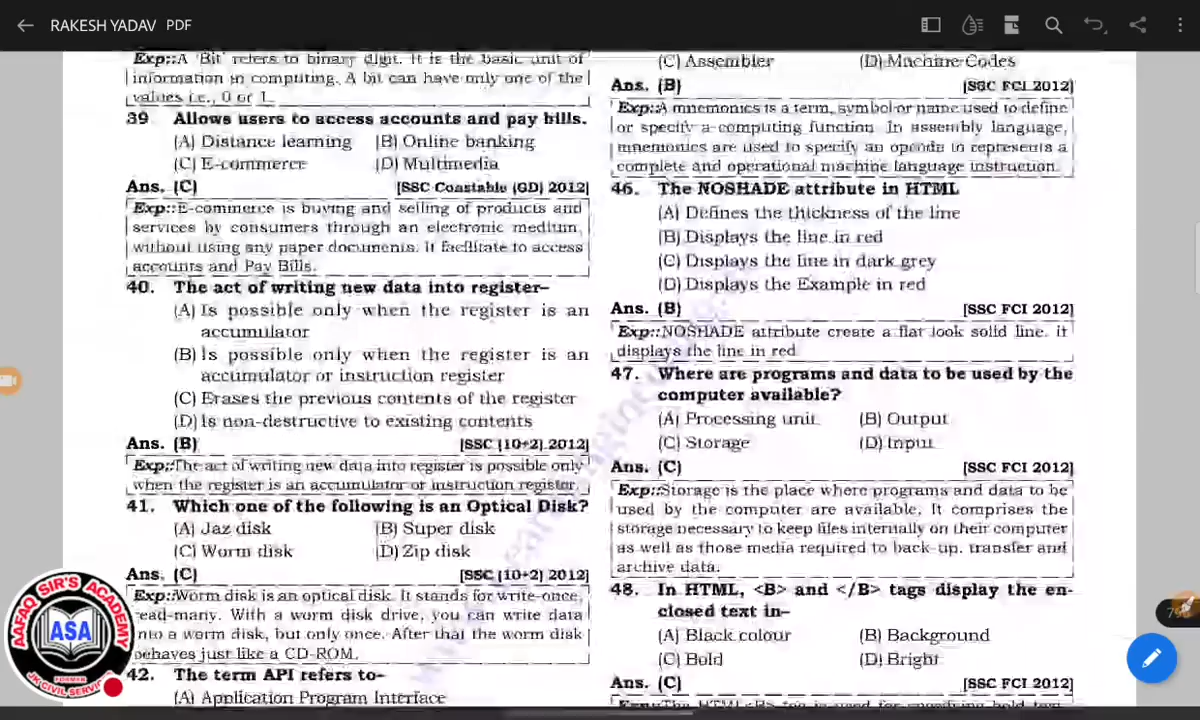 RAKESH YADAV PDF
Exp::A 'Bit' refers to binary digit. It is the basic unit of
information in computing. A bit can have only one of the
values i.e., 0 or 1.
39 Allows users to access accounts and pay bills.
(A) Distance learning (B) Online banking
(C) E-commerce (D) Multimedia
Ans. (C) [SSC Constable (GD) 2012]
Exp::E-commerce is buying and selling of products and
services by consumers through an electronic medium,
without using any paper documents. It facilitate to access
accounts and Pay Bills.
40. The act of writing new data into register-
(A) Is possible only when the register is an
accumulator
(B) Is possible only when the register is an
accumulator or instruction register
(C) Erases the previous contents of the register
(D) Is non-destructive to existing contents
Ans. (B) [SSC (10+2) 2012]
Exp::The act of writing new data into register is possible only
when the register is an accumulator or instruction register.
41. Which one of the following is an Optical Disk?
(A) Jaz disk (B) Super disk
(C) Worm disk (D) Zip disk
Ans. (C) [SSC (10+2) 2012]
Exp::Worm disk is an optical disk. It stands for write-once,
read-many. With a worm disk drive, you can write data
into a worm disk, but only once. After that the worm disk
behaves just like a CD-ROM.
42. The term API refers to-
(A) Application Program Interface
(C) Assembler (D) Machine Codes
Ans. (B) [SSC FCI 2012]
Exp::A mnemonics is a term, symbol or name used to define
or specify a computing function. In assembly language,
mnemonics are used to specify an opcode to represents a
complete and operational machine language instruction.
46. The NOSHADE attribute in HTML
(A) Defines the thickness of the line
(B) Displays the line in red
(C) Displays the line in dark grey
(D) Displays the Example in red
Ans. (B) [SSC FCI 2012]
Exp::NOSHADE attribute create a flat look solid line. it
displays the line in red
47. Where are programs and data to be used by the
computer available?
(A) Processing unit (B) Output
(C) Storage (D) Input
Ans. (C) [SSC FCI 2012]
Exp::Storage is the place where programs and data to be
used by the computer are available. It comprises the
storage necessary to keep files internally on their computer
as well as those media required to back-up. transfer and
archive data.
48. In HTML, <B> and </B> tags display the en-
closed text in-
(A) Black colour (B) Background
(C) Bold (D) Bright
Ans. (C) [SSC FCI 2012]
AAFAQ SIR'S ACADEMY
ASA